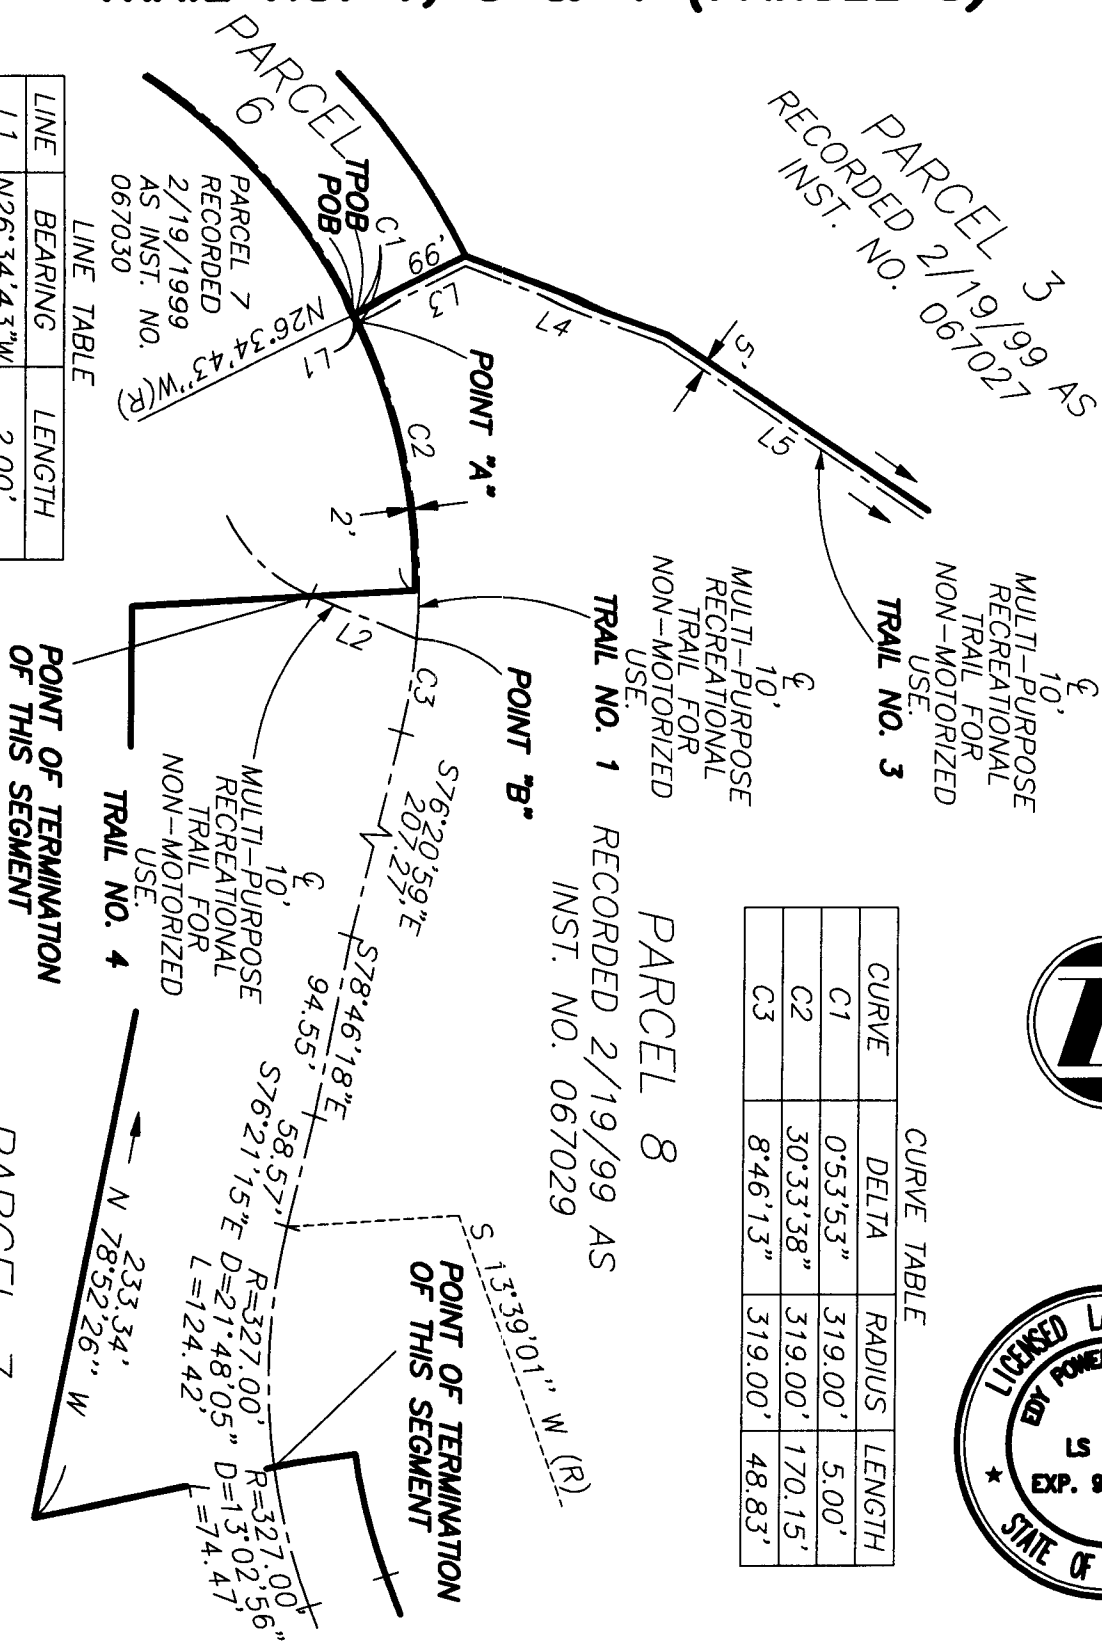 PARCEL 3
RECORDED 2/19/99 AS
INST. NO. 067027
PARCEL
6
TPOB
POB
C1
99'
L3
L4
5'
L5
PARCEL 7
RECORDED
2/19/1999
AS INST. NO.
067030
N26°34'43"W(R)
L1
POINT "A"
C2
2'
LINE TABLE
LINE BEARING LENGTH
L1 N26°34'43"W 2.00'
℄
10'
MULTI-PURPOSE
RECREATIONAL
TRAIL FOR
NON-MOTORIZED
USE.
TRAIL NO. 3
℄
10'
MULTI-PURPOSE
RECREATIONAL
TRAIL FOR
NON-MOTORIZED
USE.
TRAIL NO. 1
POINT "B"
L2
C3
POINT OF TERMINATION
OF THIS SEGMENT
℄
10'
MULTI-PURPOSE
RECREATIONAL
TRAIL FOR
NON-MOTORIZED
USE.
TRAIL NO. 4
S76°20'59"E
207.27'
S78°46'18"E
94.55'
58.57'
S76°21'15"E
PARCEL 8
RECORDED 2/19/99 AS
INST. NO. 067029
CURVE TABLE
CURVE DELTA RADIUS LENGTH
C1 0°53'53" 319.00' 5.00'
C2 30°33'38" 319.00' 170.15'
C3 8°46'13" 319.00' 48.83'
S 13°39'01" W (R)
POINT OF TERMINATION
OF THIS SEGMENT
R=327.00'
D=21°48'05"
L=124.42'
R=327.00'
D=13°02'56"
L=74.47'
233.34'
N 78°52'26" W
PARCEL 7
LICENSED
EDY
LS
EXP. 9
STATE OF